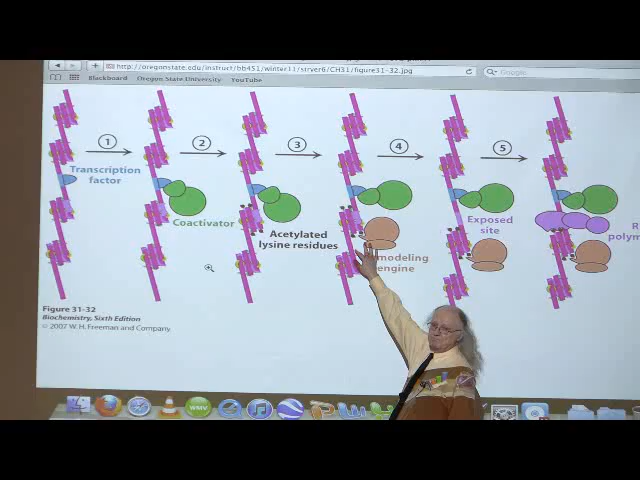 http://oregonstate.edu/instruct/bb451/winter11/stryer6/CH31/figure31-32.jpg
Google
Blackboard Oregon State University YouTube
1
2
3
4
5
Transcription
factor
Coactivator
Acetylated
lysine residues
engine
Exposed
site
Figure 31-32
Biochemistry, Sixth Edition
© 2007 W. H. Freeman and Company
WMV